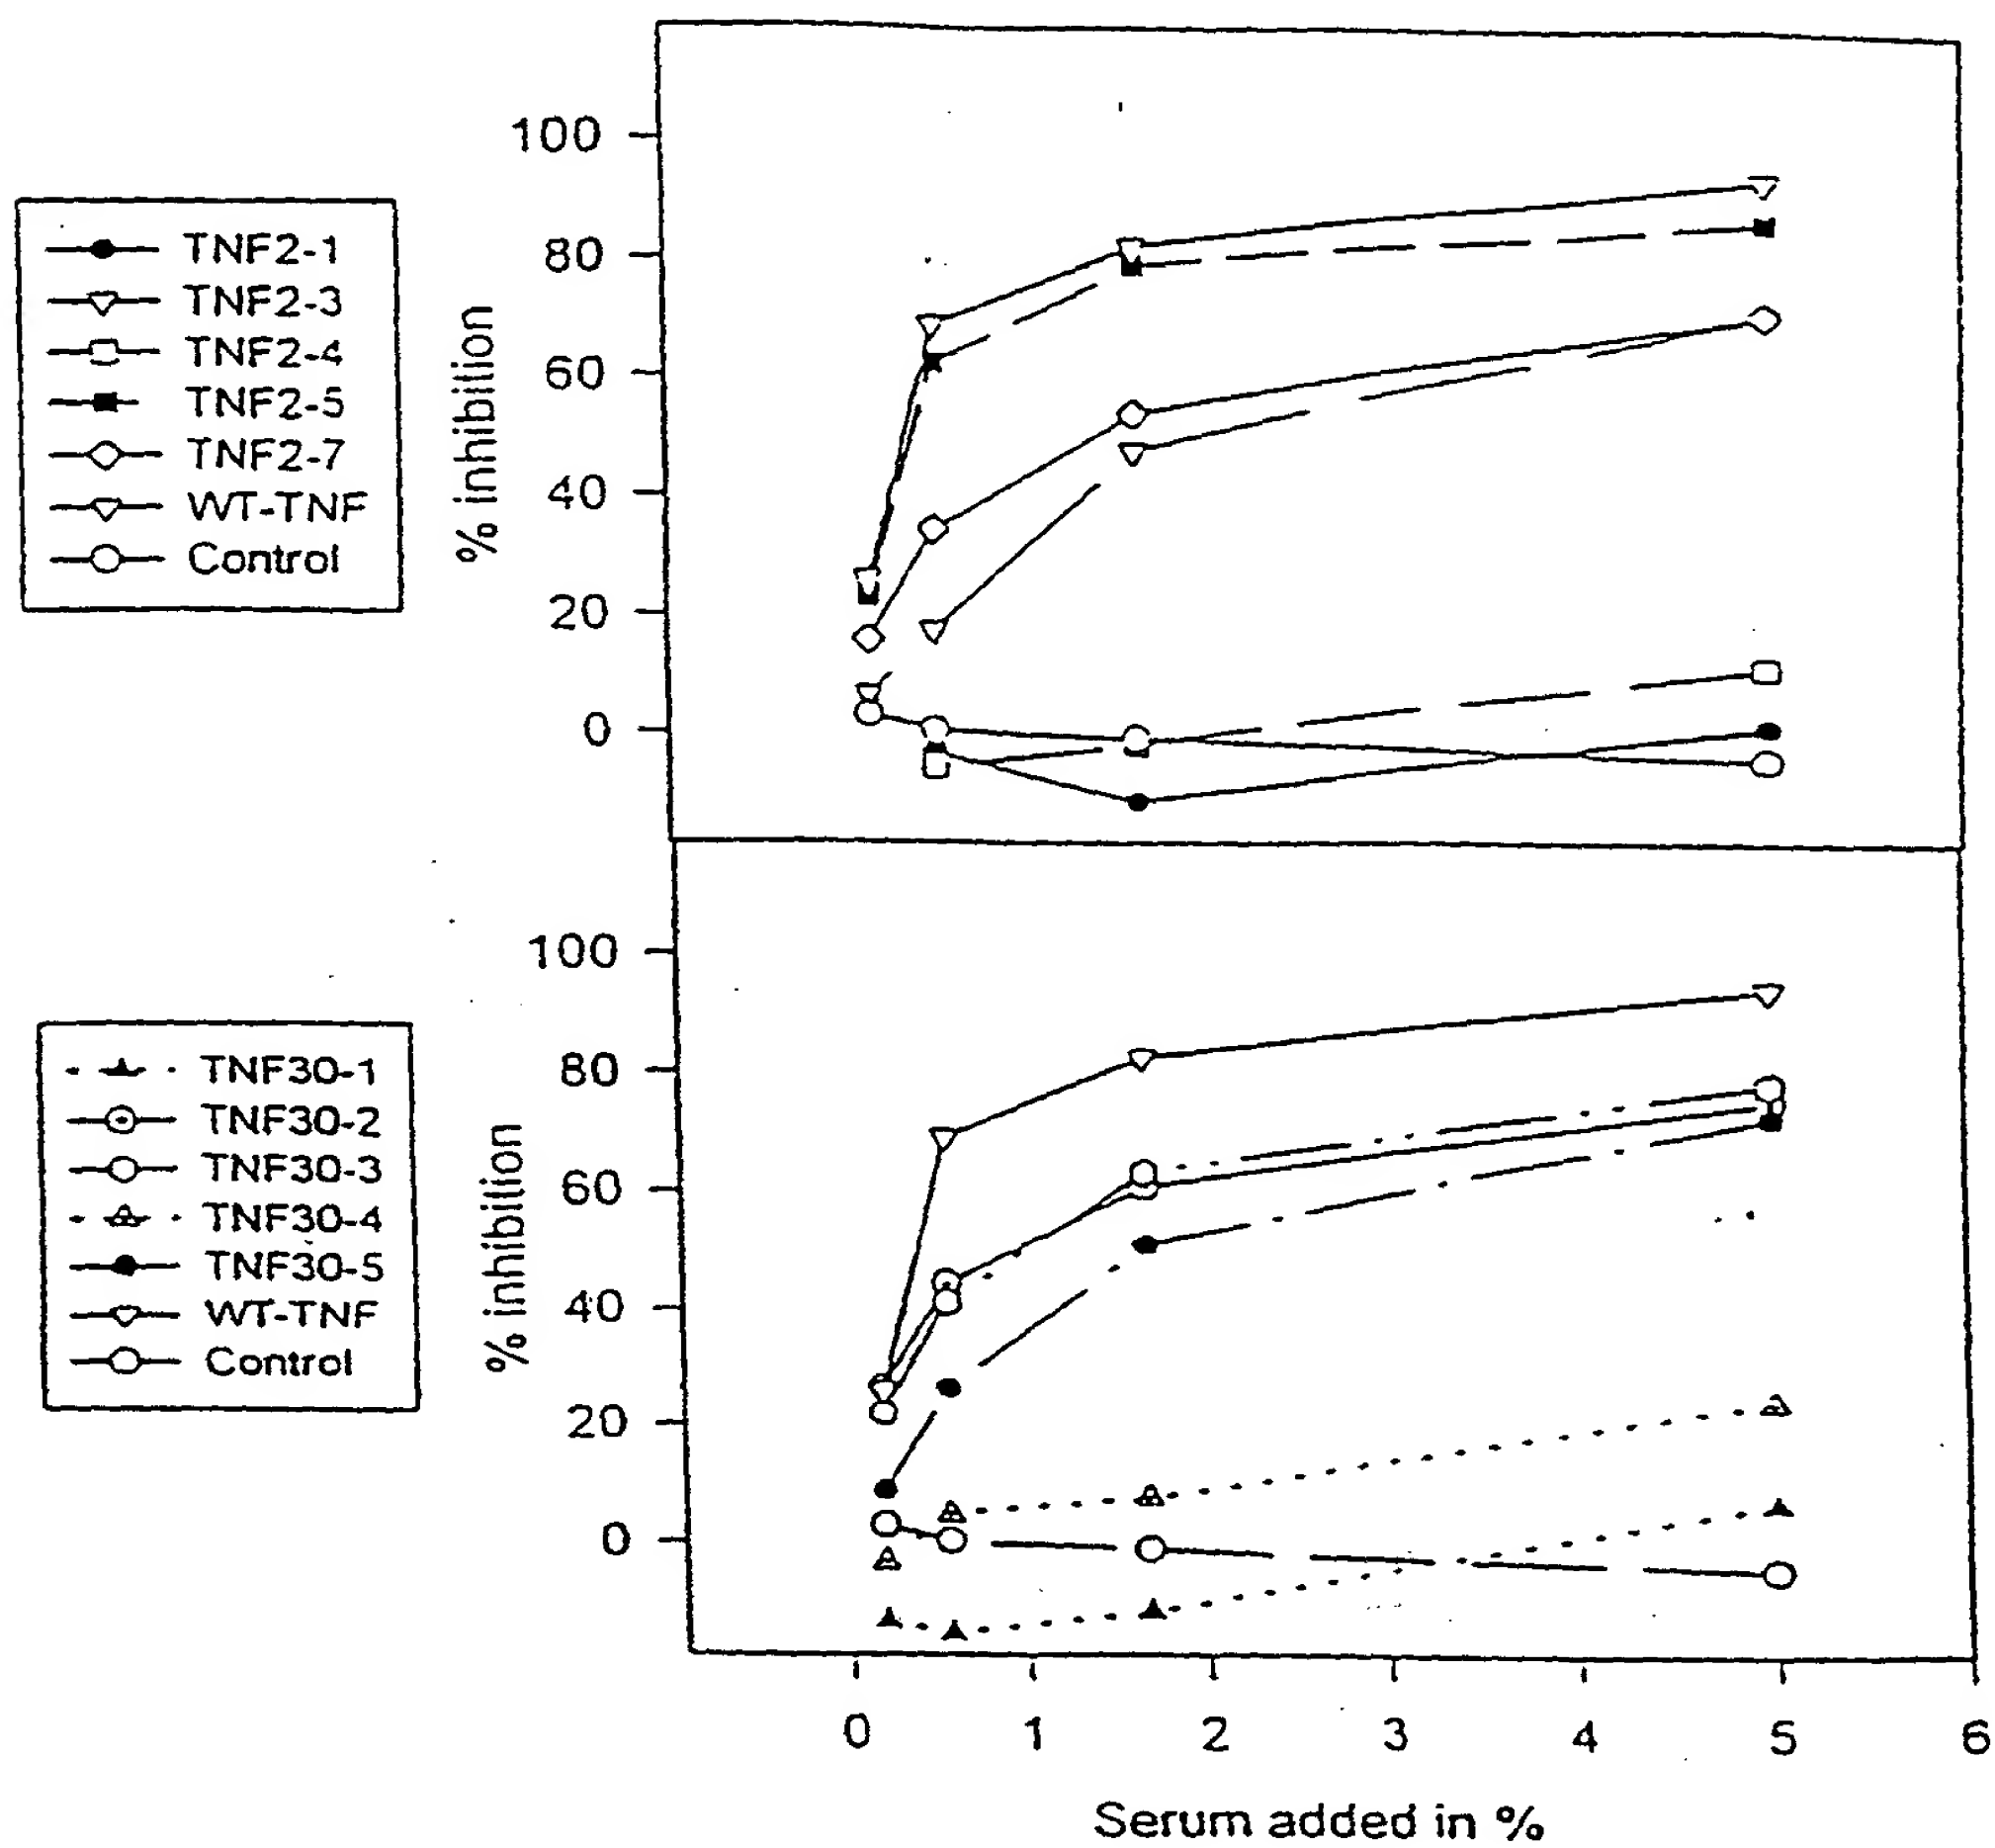 100
80
60
40
20
0
% inhibition
TNF2-1
TNF2-3
TNF2-4
TNF2-5
TNF2-7
WT-TNF
Control
100
80
60
40
20
0
% inhibition
TNF30-1
TNF30-2
TNF30-3
TNF30-4
TNF30-5
WT-TNF
Control
0 1 2 3 4 5 6
Serum added in %